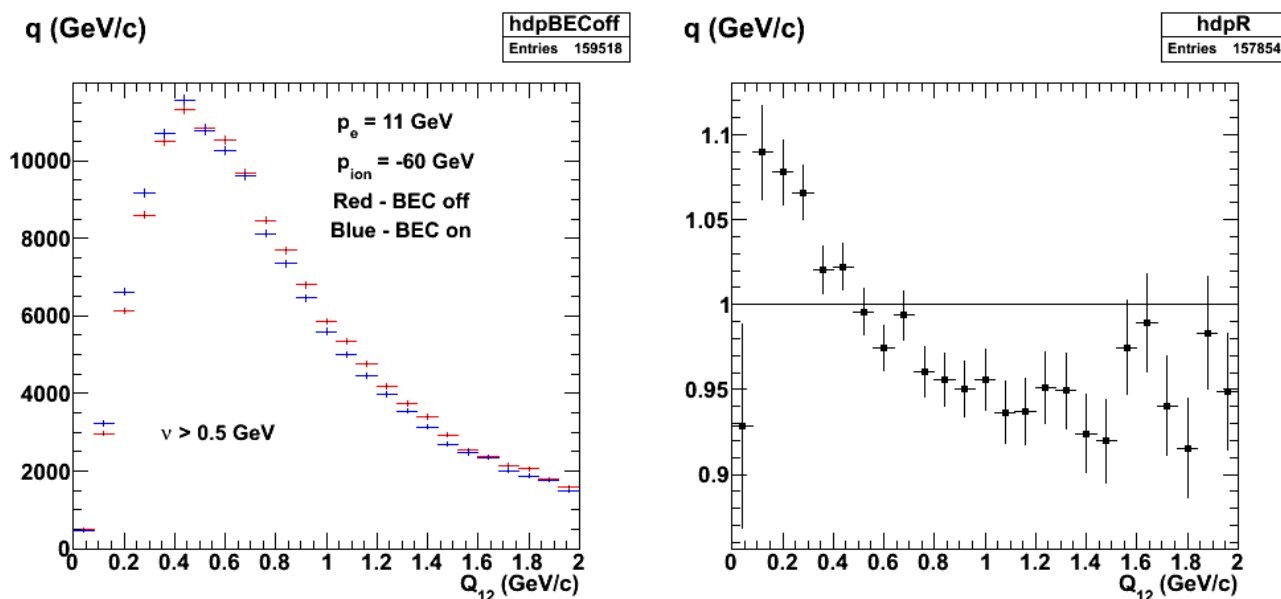 q (GeV/c)
hdpBECoff
Entries 159518
10000
8000
6000
4000
2000
0
p_e = 11 GeV
p_ion = -60 GeV
Red - BEC off
Blue - BEC on
ν > 0.5 GeV
0 0.2 0.4 0.6 0.8 1 1.2 1.4 1.6 1.8 2
Q_12 (GeV/c)
q (GeV/c)
hdpR
Entries 157854
1.1
1.05
1
0.95
0.9
0 0.2 0.4 0.6 0.8 1 1.2 1.4 1.6 1.8 2
Q_12 (GeV/c)